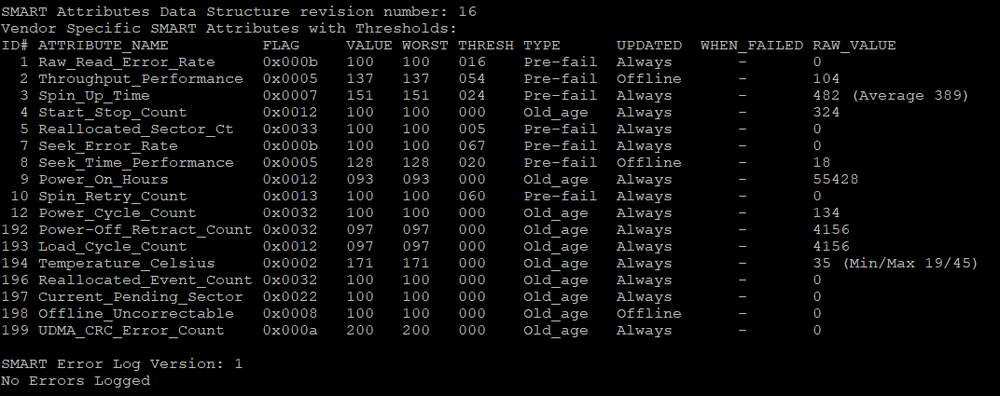 SMART Attributes Data Structure revision number: 16
Vendor Specific SMART Attributes with Thresholds:
ID# ATTRIBUTE_NAME          FLAG     VALUE WORST THRESH TYPE      UPDATED  WHEN_FAILED RAW_VALUE
  1 Raw_Read_Error_Rate     0x000b   100   100   016    Pre-fail  Always       -       0
  2 Throughput_Performance  0x0005   137   137   054    Pre-fail  Offline      -       104
  3 Spin_Up_Time            0x0007   151   151   024    Pre-fail  Always       -       482 (Average 389)
  4 Start_Stop_Count        0x0012   100   100   000    Old_age   Always       -       324
  5 Reallocated_Sector_Ct   0x0033   100   100   005    Pre-fail  Always       -       0
  7 Seek_Error_Rate         0x000b   100   100   067    Pre-fail  Always       -       0
  8 Seek_Time_Performance   0x0005   128   128   020    Pre-fail  Offline      -       18
  9 Power_On_Hours          0x0012   093   093   000    Old_age   Always       -       55428
 10 Spin_Retry_Count        0x0013   100   100   060    Pre-fail  Always       -       0
 12 Power_Cycle_Count       0x0032   100   100   000    Old_age   Always       -       134
192 Power-Off_Retract_Count 0x0032   097   097   000    Old_age   Always       -       4156
193 Load_Cycle_Count        0x0012   097   097   000    Old_age   Always       -       4156
194 Temperature_Celsius     0x0002   171   171   000    Old_age   Always       -       35 (Min/Max 19/45)
196 Reallocated_Event_Count 0x0032   100   100   000    Old_age   Always       -       0
197 Current_Pending_Sector  0x0022   100   100   000    Old_age   Always       -       0
198 Offline_Uncorrectable   0x0008   100   100   000    Old_age   Offline      -       0
199 UDMA_CRC_Error_Count    0x000a   200   200   000    Old_age   Always       -       0
SMART Error Log Version: 1
No Errors Logged